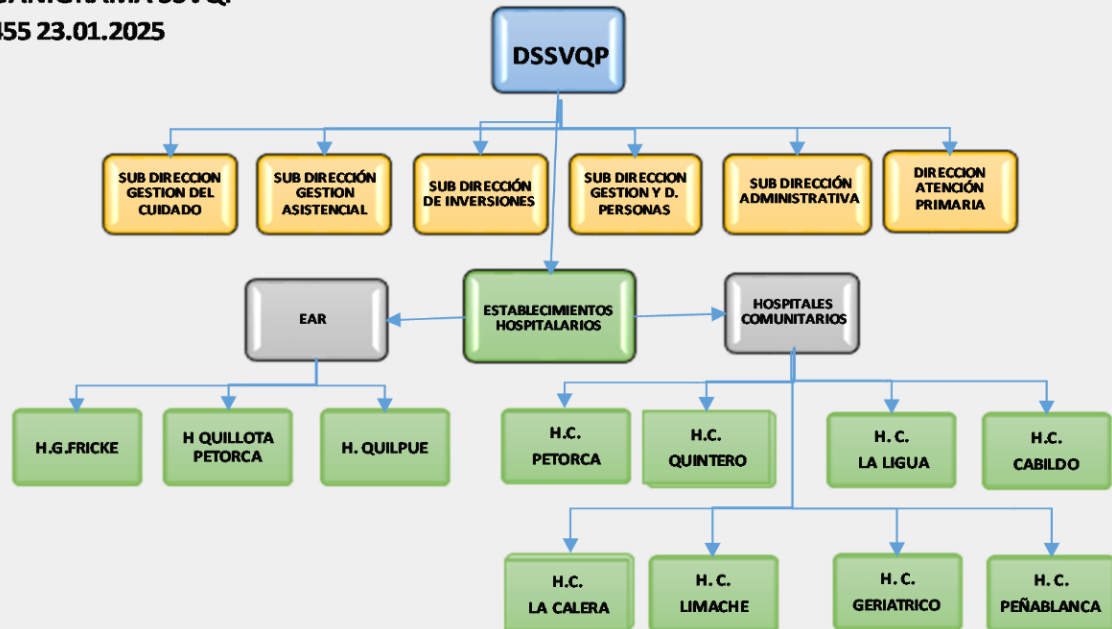 455 23.01.2025
DSSVQP
SUB DIRECCION
GESTION DEL
CUIDADO
SUB DIRECCIÓN
GESTION
ASISTENCIAL
SUB DIRECCIÓN
DE INVERSIONES
SUB DIRECCION
GESTION Y D.
PERSONAS
SUB DIRECCIÓN
ADMINISTRATIVA
DIRECCION
ATENCIÓN
PRIMARIA
EAR
ESTABLECIMIENTOS
HOSPITALARIOS
HOSPITALES
COMUNITARIOS
H.G.FRICKE
H QUILLOTA
PETORCA
H. QUILPUE
H.C.
PETORCA
H.C.
QUINTERO
H. C.
LA LIGUA
H.C.
CABILDO
H.C.
LA CALERA
H. C.
LIMACHE
H. C.
GERIATRICO
H. C.
PEÑABLANCA